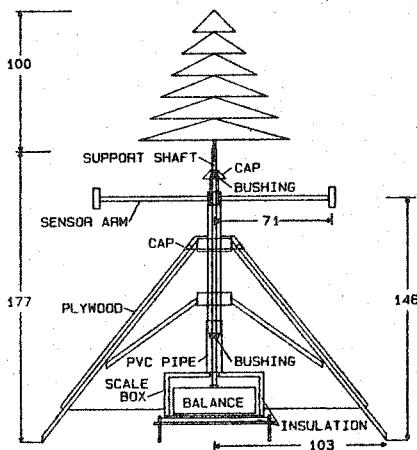 100
SUPPORT SHAFT
CAP
BUSHING
SENSOR ARM
71
CAP
177
PLYWOOD
146
PVC PIPE
BUSHING
SCALE
BOX
BALANCE
INSULATION
103